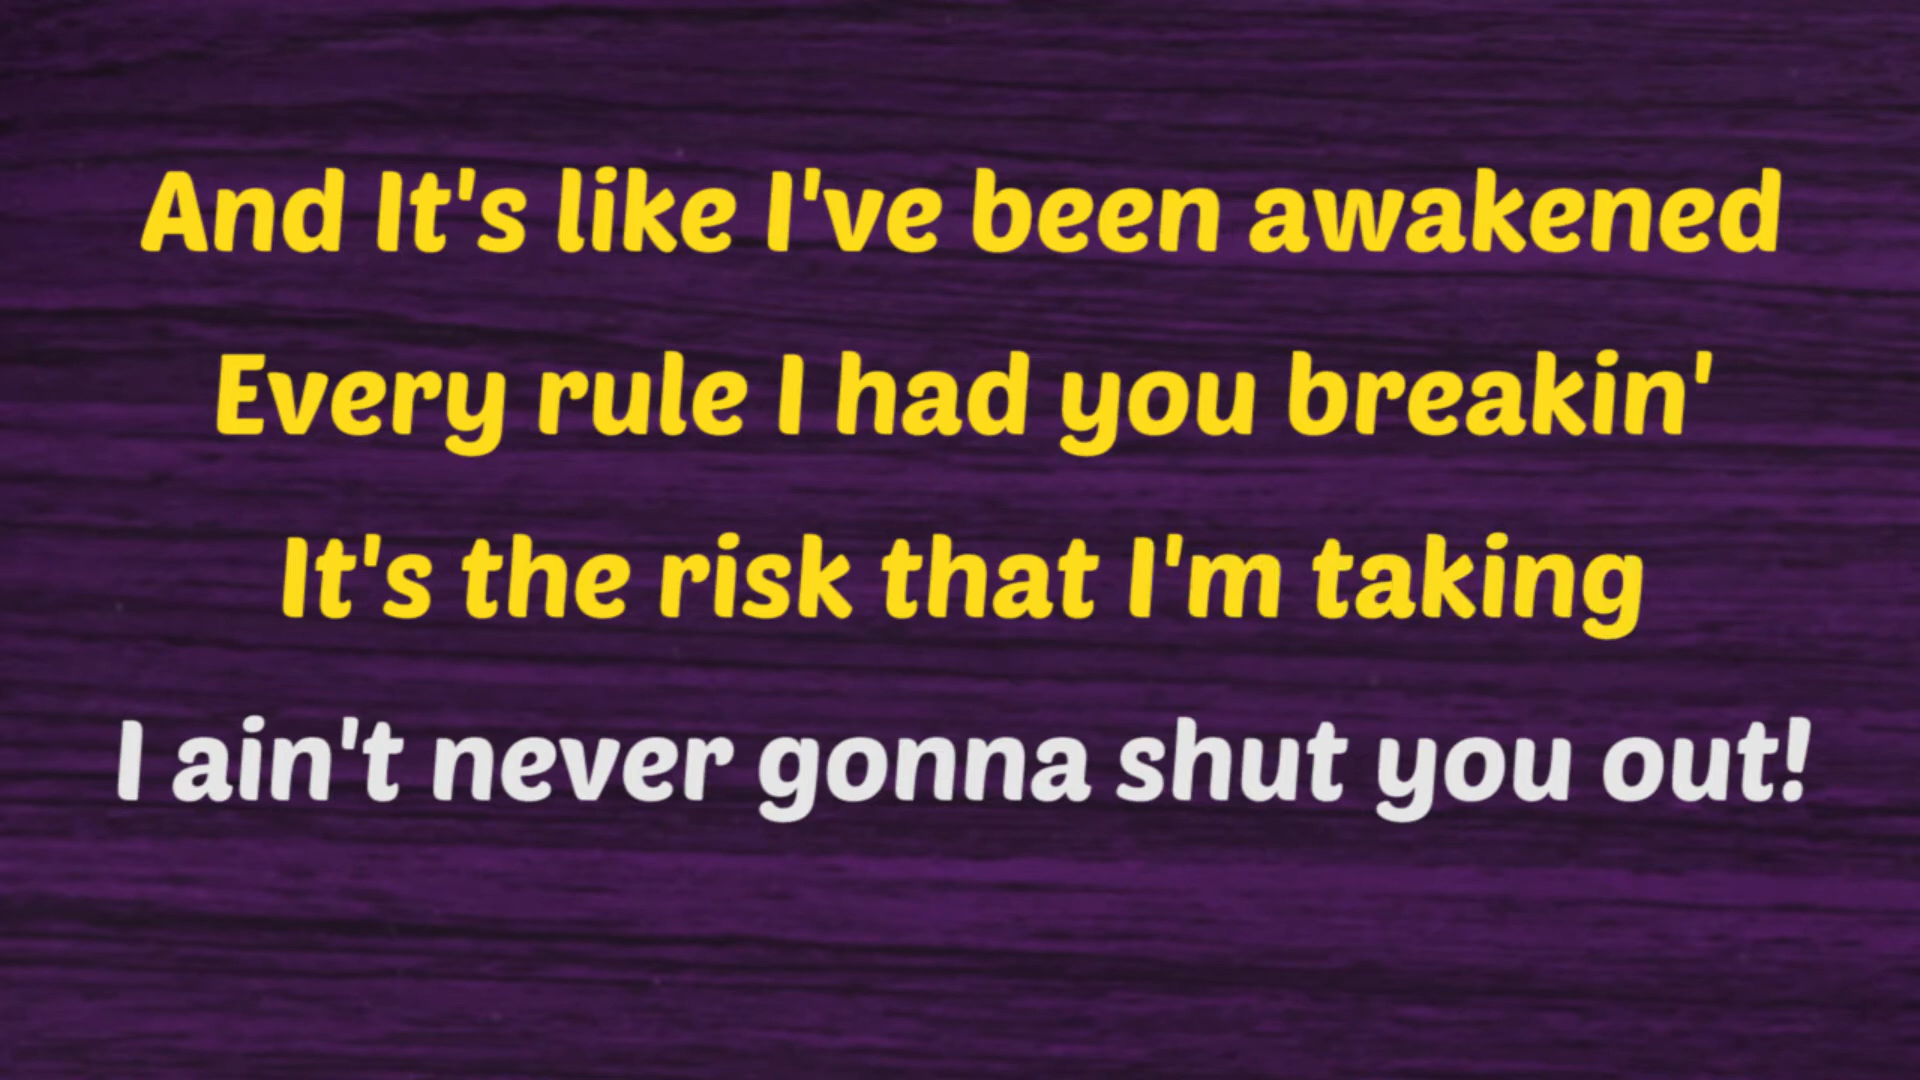 And It's like I've been awakened
Every rule I had you breakin'
It's the risk that I'm taking
I ain't never gonna shut you out!